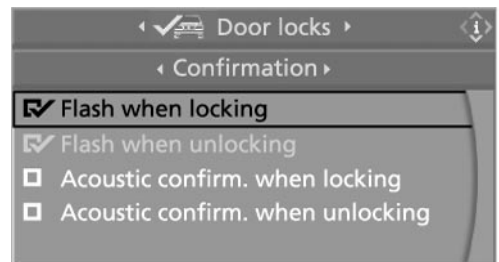 Door locks
Confirmation
Flash when locking
Flash when unlocking
Acoustic confirm. when locking
Acoustic confirm. when unlocking